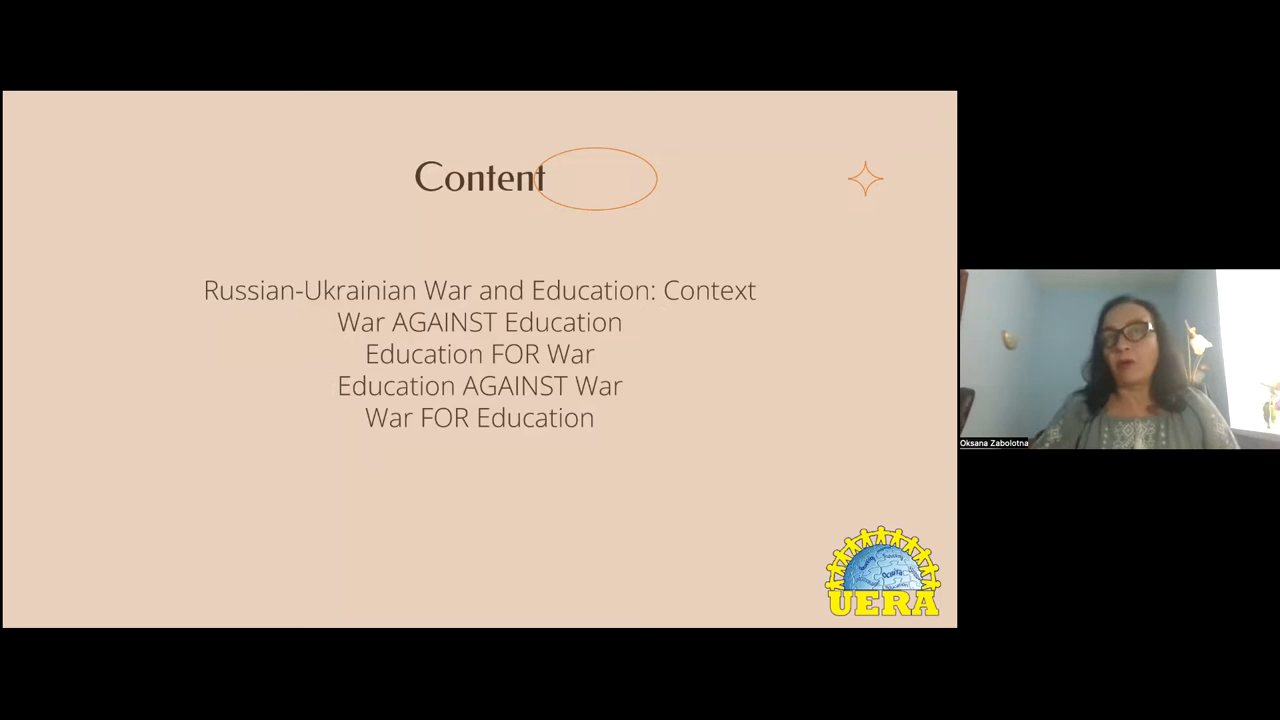 Content
Russian-Ukrainian War and Education: Context
War AGAINST Education
Education FOR War
Education AGAINST War
War FOR Education
Oksana Zabolotna
UERA